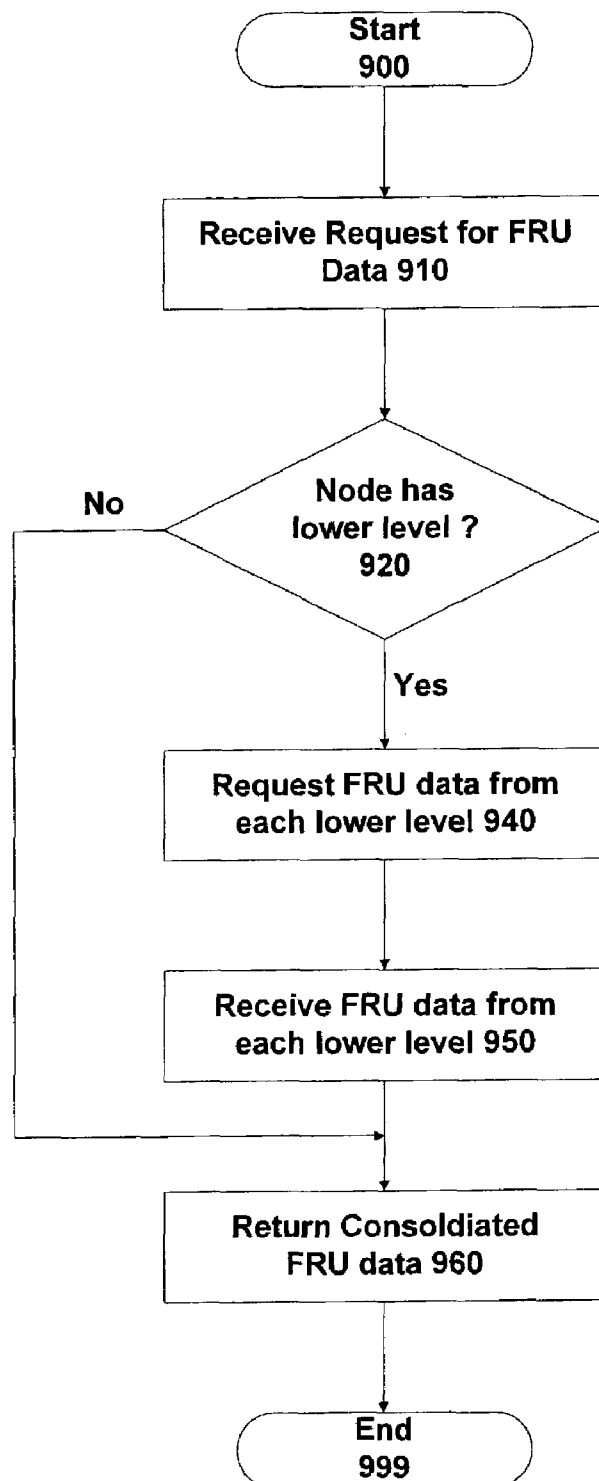 Start
900
Receive Request for FRU
Data 910
Node has
lower level ?
920
No
Yes
Request FRU data from
each lower level 940
Receive FRU data from
each lower level 950
Return Consoldiated
FRU data 960
End
999